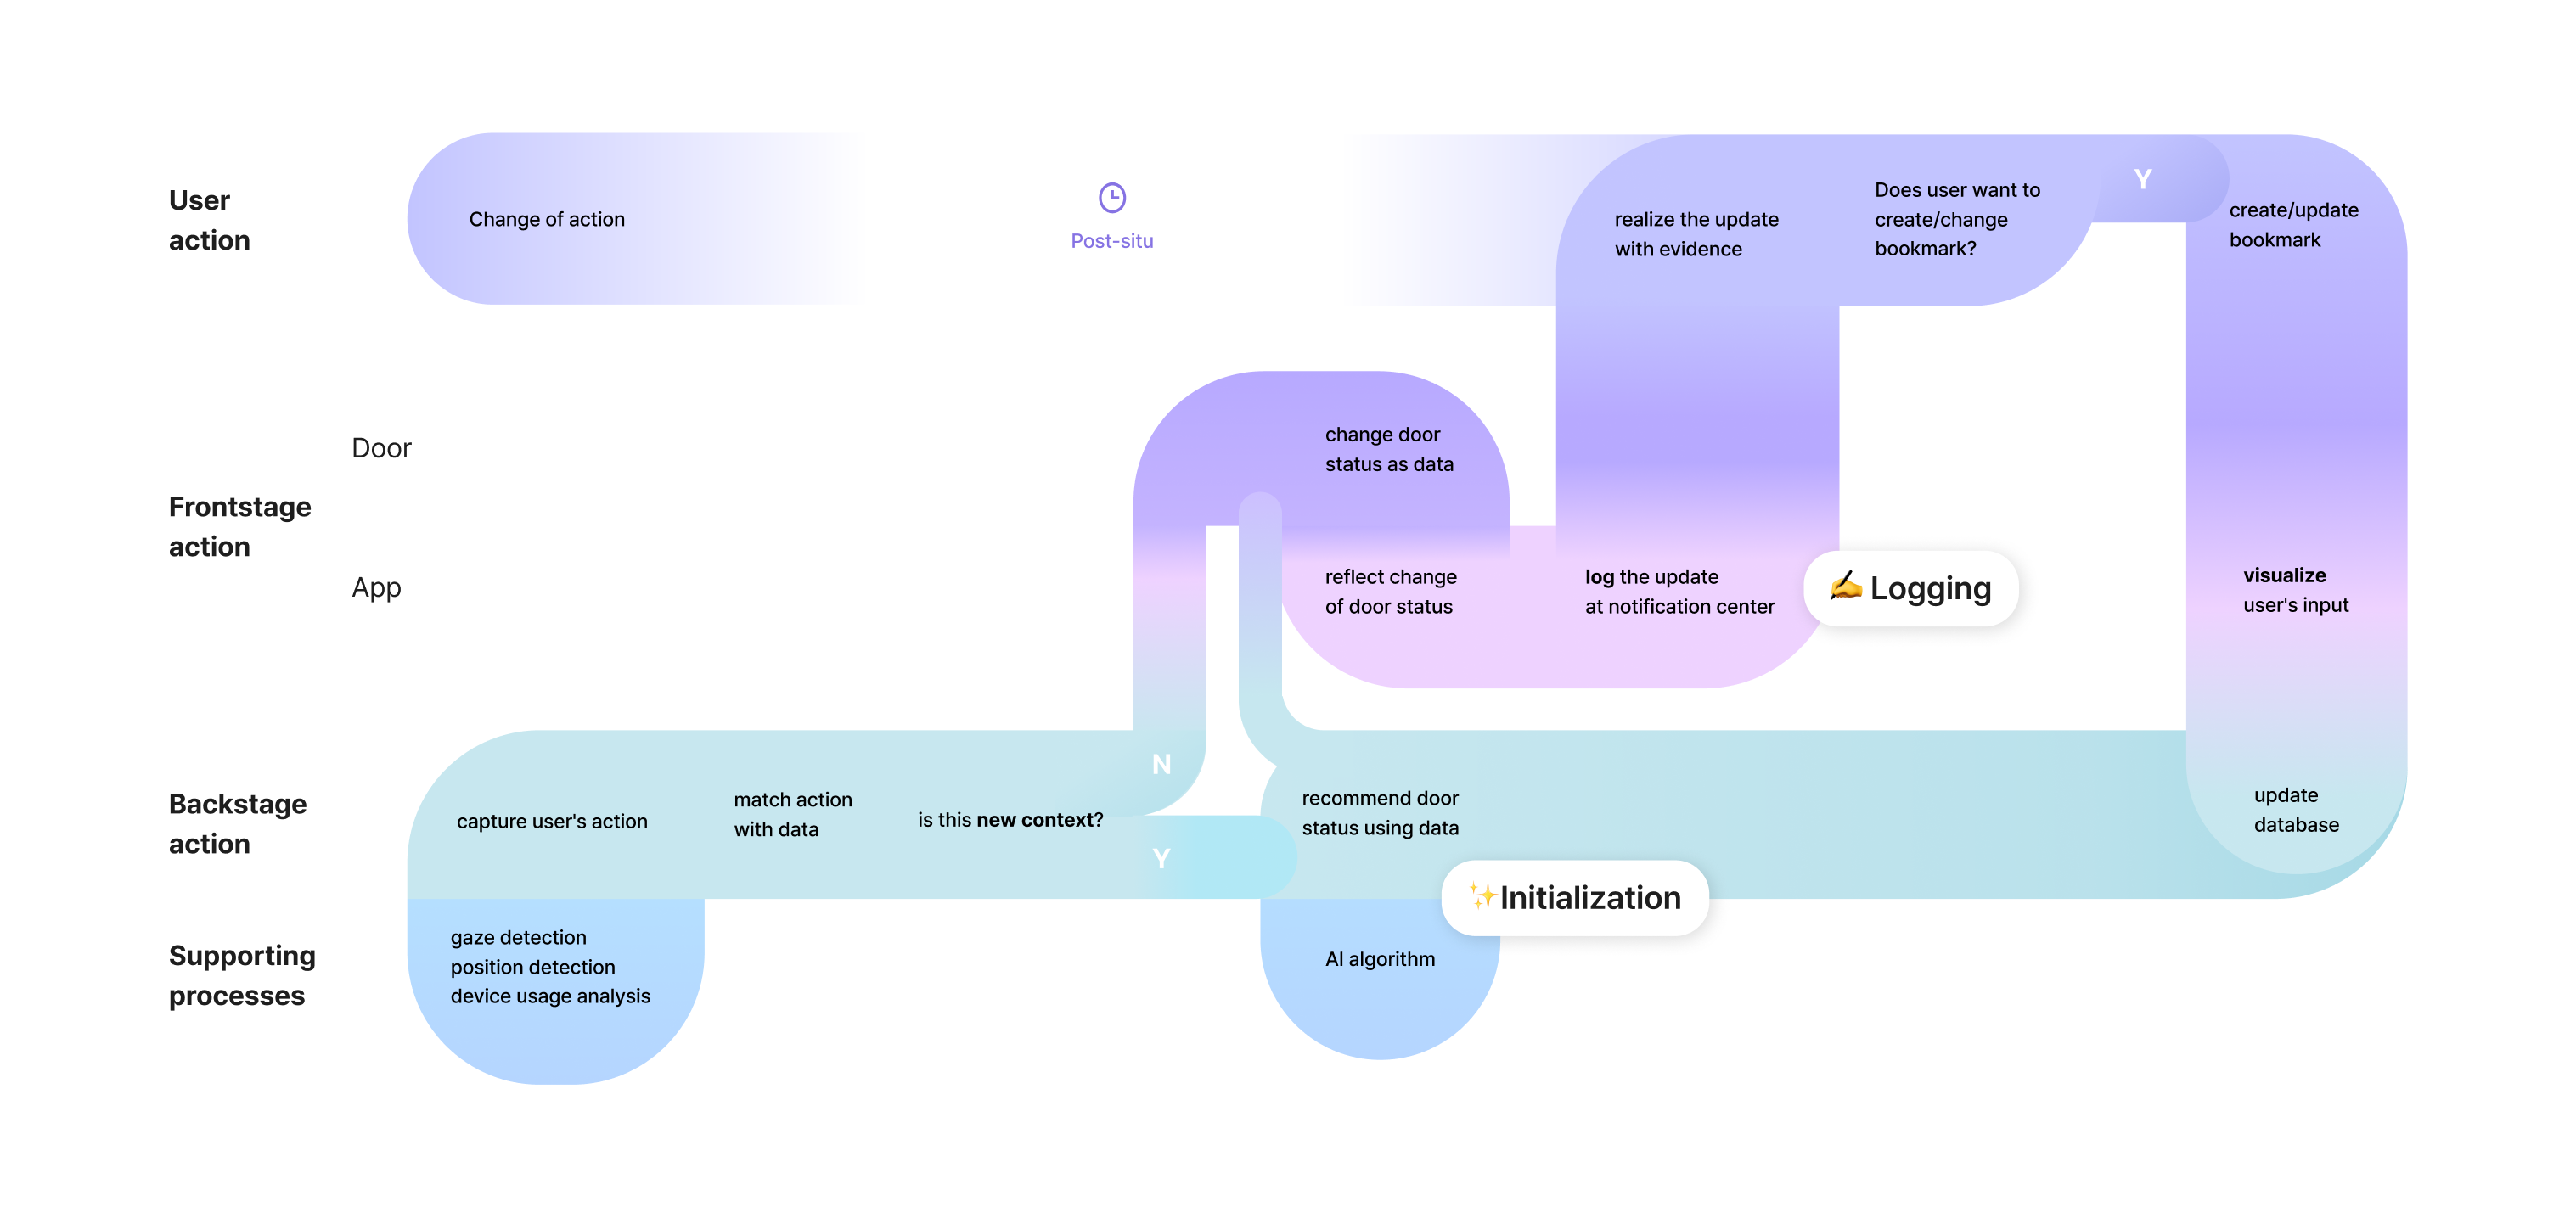 User
action
Change of action
Post-situ
realize the update
with evidence
Does user want to
create/change
bookmark?
Y
create/update
bookmark
Frontstage
action
Door
change door
status as data
App
reflect change
of door status
log the update
at notification center
✍️ Logging
visualize
user's input
Backstage
action
capture user's action
match action
with data
is this new context?
N
Y
recommend door
status using data
✨Initialization
update
database
Supporting
processes
gaze detection
position detection
device usage analysis
AI algorithm